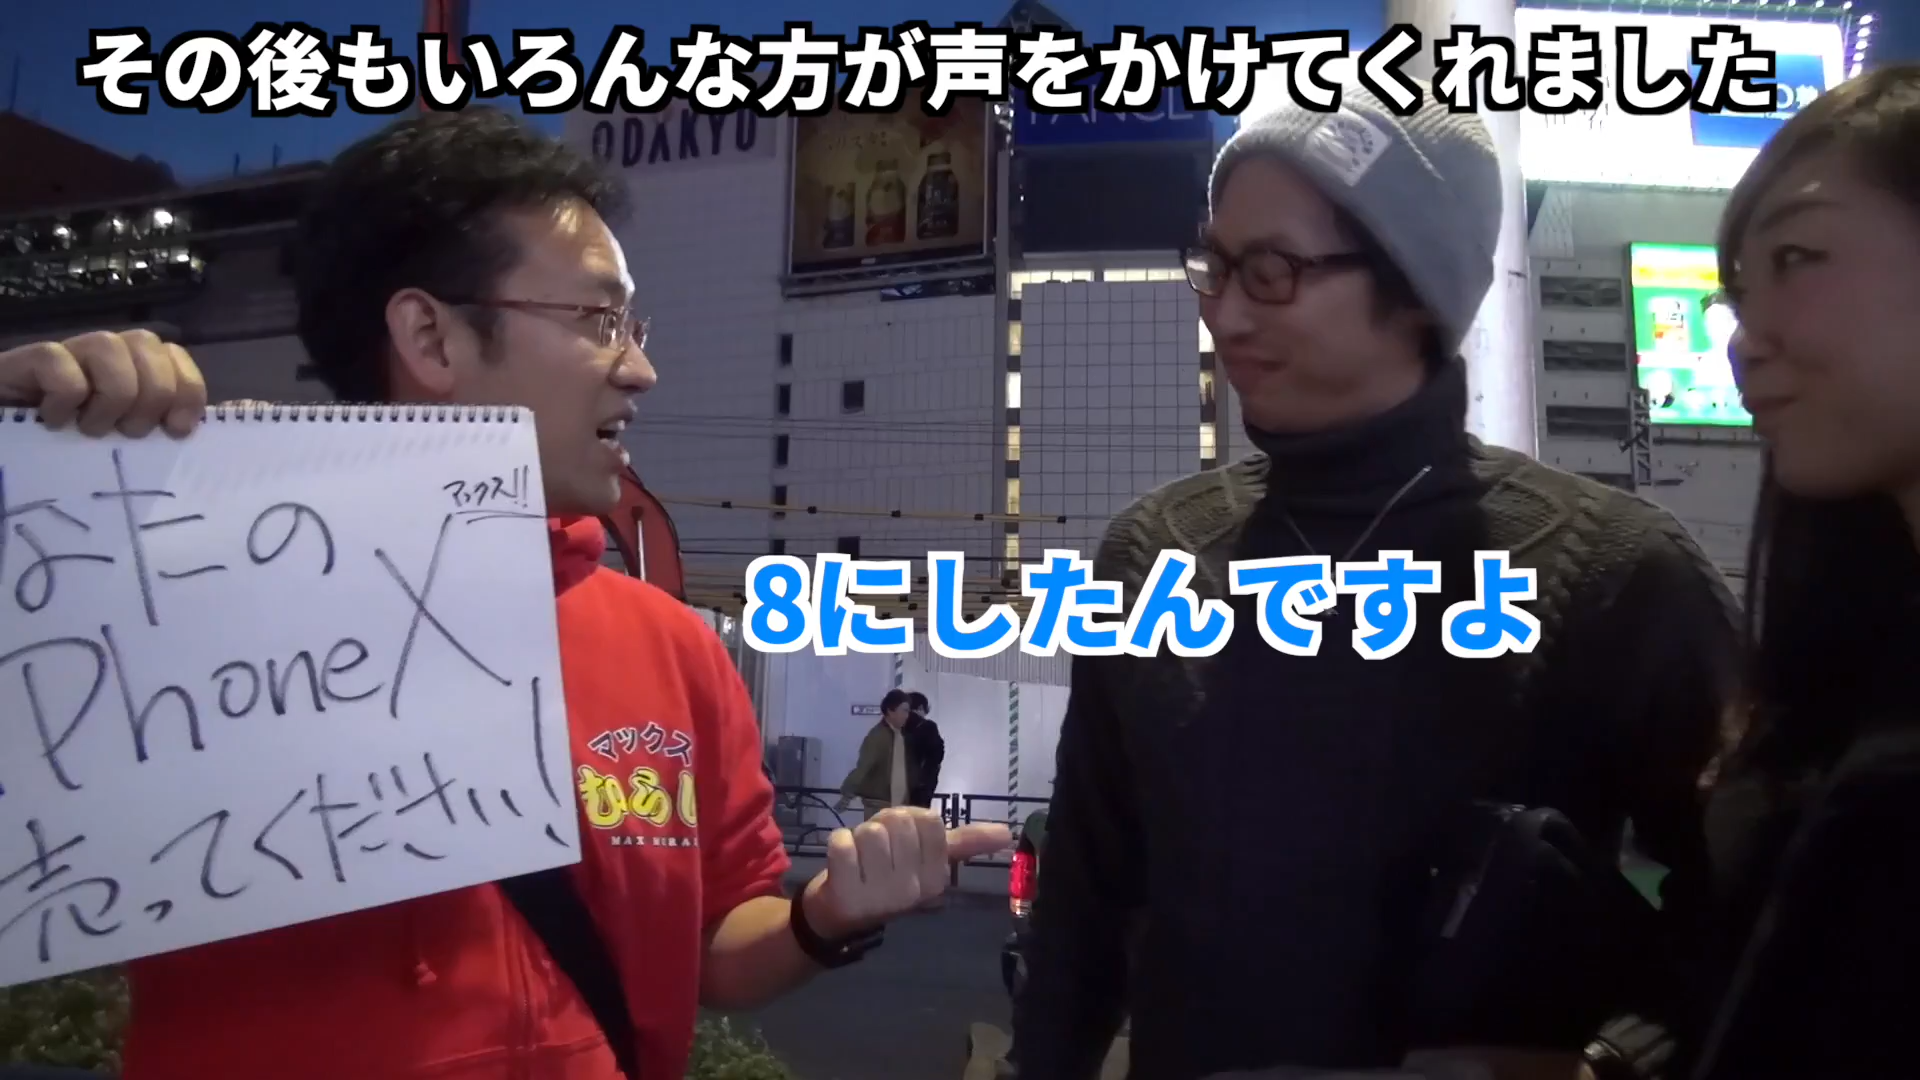 その後もいろんな方が声をかけてくれました
ODAKYU
FANCL
マックス!!
なたの
PhoneX
売ってください!
8にしたんですよ
マックス
むらい
MAX MURA